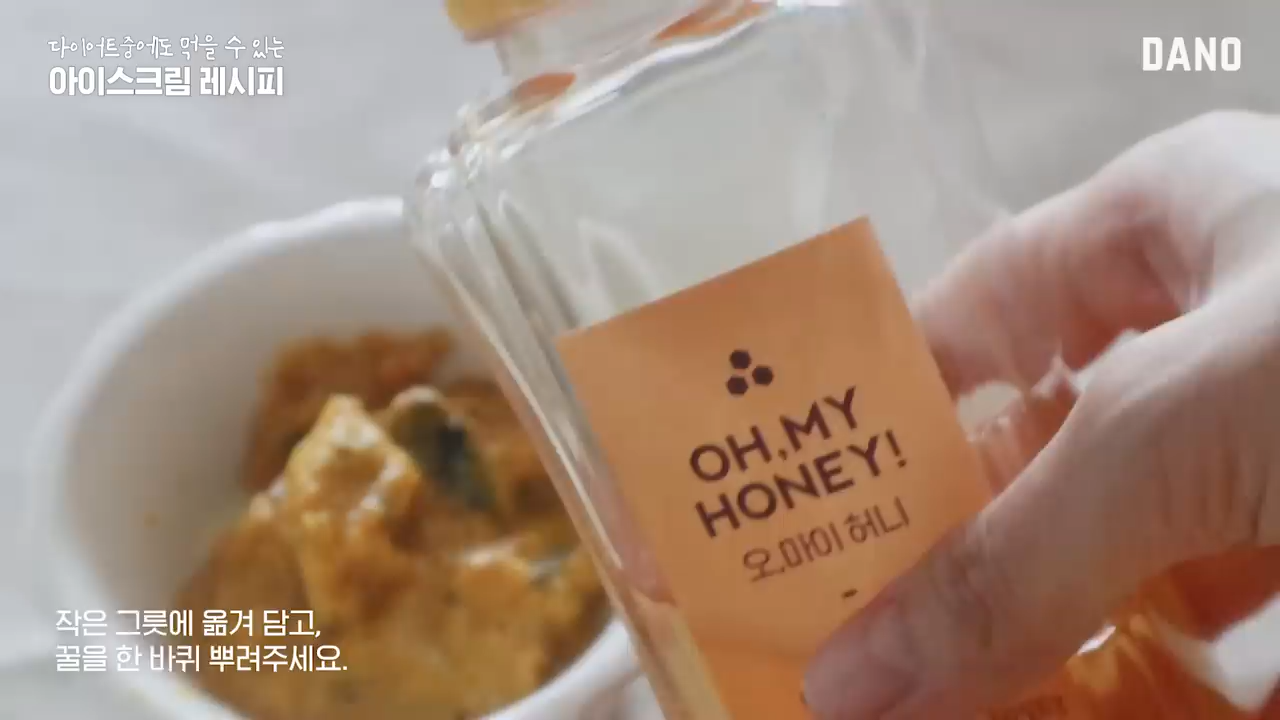 다이어트중에도 먹을 수 있는
아이스크림 레시피
DANO
OH,MY
HONEY!
오,마이 허니
-
작은 그릇에 옮겨 담고,
꿀을 한 바퀴 뿌려주세요.